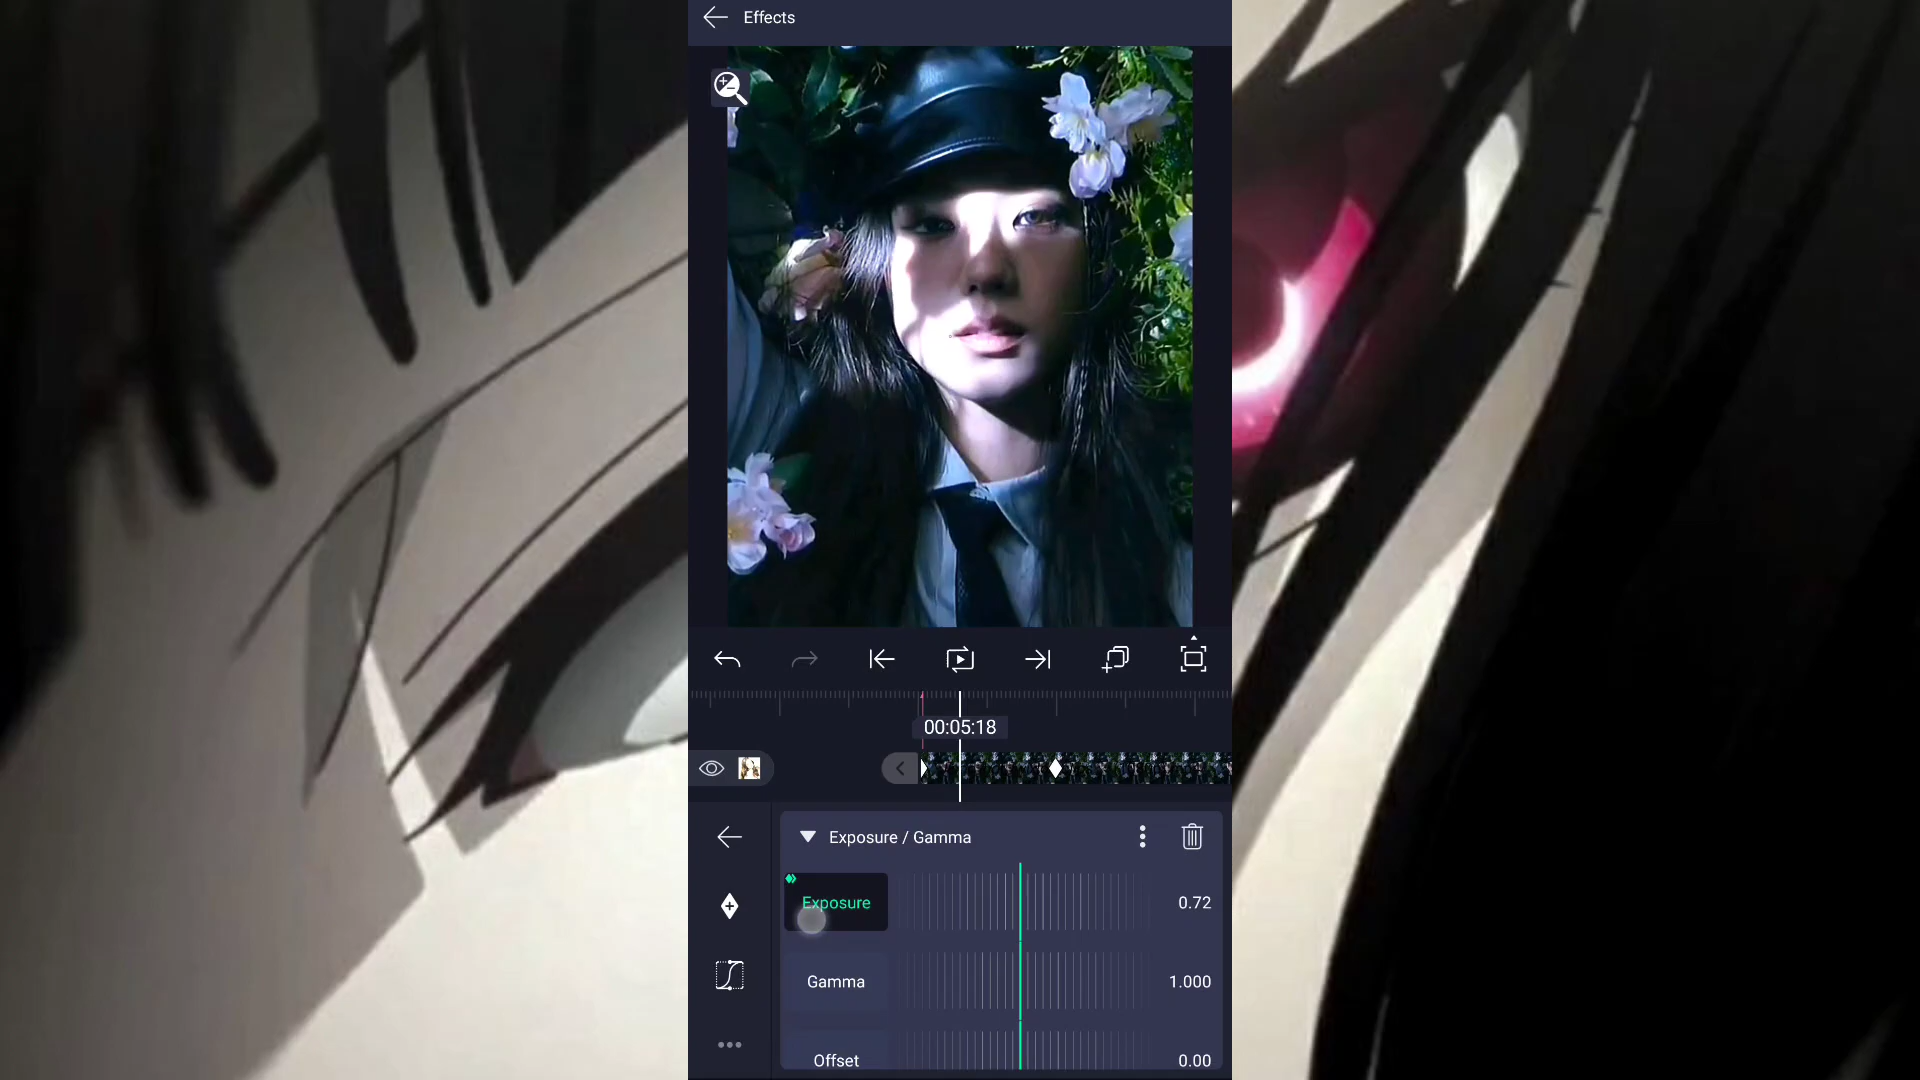 Effects
00:05:18
Exposure / Gamma
Exposure 0.72
Gamma 1.000
Offset 0.00